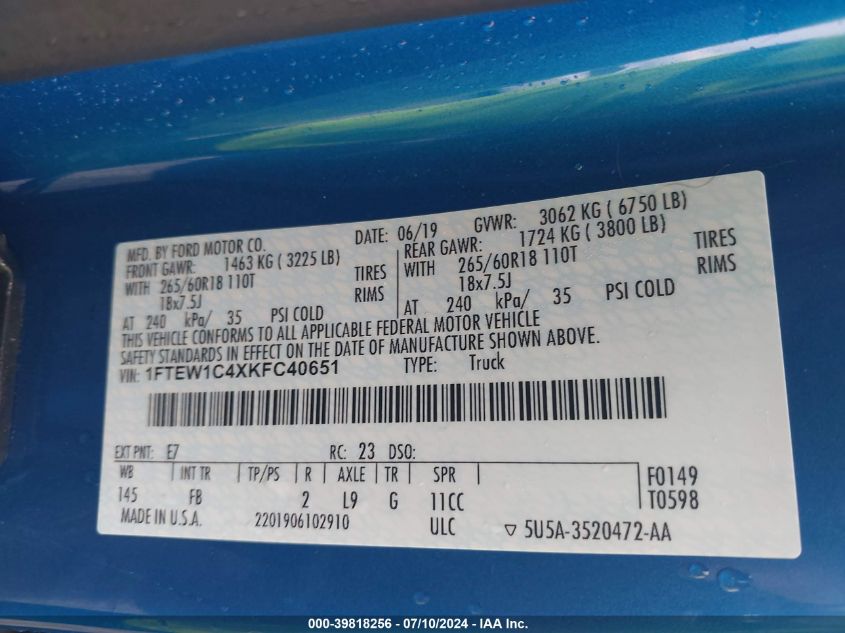 MFD. BY FORD MOTOR CO. DATE: 06/19 GVWR: 3062 KG ( 6750 LB)
FRONT GAWR: 1463 KG ( 3225 LB) REAR GAWR: 1724 KG ( 3800 LB)
WITH 265/60R18 110T TIRES WITH 265/60R18 110T TIRES
18x7.5J RIMS 18x7.5J RIMS
AT 240 kPa/ 35 PSI COLD AT 240 kPa/ 35 PSI COLD
THIS VEHICLE CONFORMS TO ALL APPLICABLE FEDERAL MOTOR VEHICLE
SAFETY STANDARDS IN EFFECT ON THE DATE OF MANUFACTURE SHOWN ABOVE.
VIN: 1FTEW1C4XKFC40651 TYPE: Truck
EXT PNT: E7 RC: 23 DSO:
WB INT TR TP/PS R AXLE TR SPR F0149
145 FB 2 L9 G 11CC T0598
MADE IN U.S.A. 2201906102910 ULC ▽ 5U5A-3520472-AA
000-39818256 - 07/10/2024 - IAA Inc.